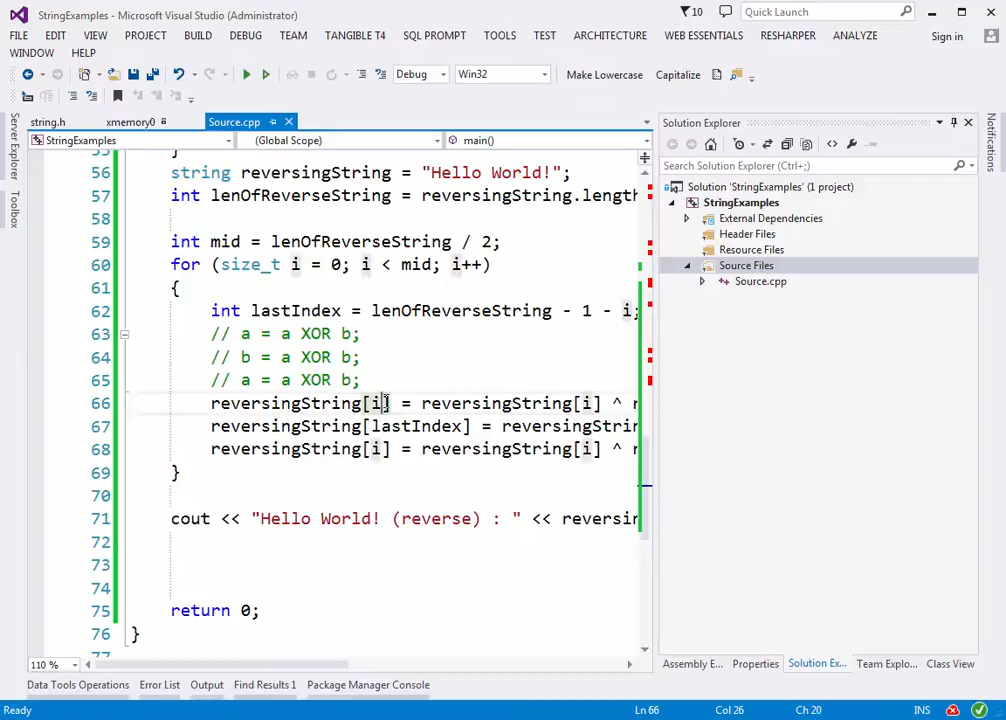 StringExamples - Microsoft Visual Studio (Administrator)
10
Quick Launch
FILE EDIT VIEW PROJECT BUILD DEBUG TEAM TANGIBLE T4 SQL PROMPT TOOLS TEST ARCHITECTURE WEB ESSENTIALS RESHARPER ANALYZE Sign in
WINDOW HELP
Debug Win32 Make Lowercase Capitalize
string.h xmemory0 Source.cpp
StringExamples (Global Scope) main()
Server Explorer
Toolbox
55 }
56 string reversingString = "Hello World!";
57 int lenOfReverseString = reversingString.length
58
59 int mid = lenOfReverseString / 2;
60 for (size_t i = 0; i < mid; i++)
61 {
62 int lastIndex = lenOfReverseString - 1 - i;
63 // a = a XOR b;
64 // b = a XOR b;
65 // a = a XOR b;
66 reversingString[i] = reversingString[i] ^ r
67 reversingString[lastIndex] = reversingStrin
68 reversingString[i] = reversingString[i] ^ r
69 }
70
71 cout << "Hello World! (reverse) : " << reversin
72
73
74
75 return 0;
76 }
77
110 %
Solution Explorer
Search Solution Explorer (Ctrl+;)
Solution 'StringExamples' (1 project)
StringExamples
External Dependencies
Header Files
Resource Files
Source Files
Source.cpp
Notifications
Assembly E... Properties Solution Ex... Team Explo... Class View
Data Tools Operations Error List Output Find Results 1 Package Manager Console
Ready Ln 66 Col 26 Ch 20 INS